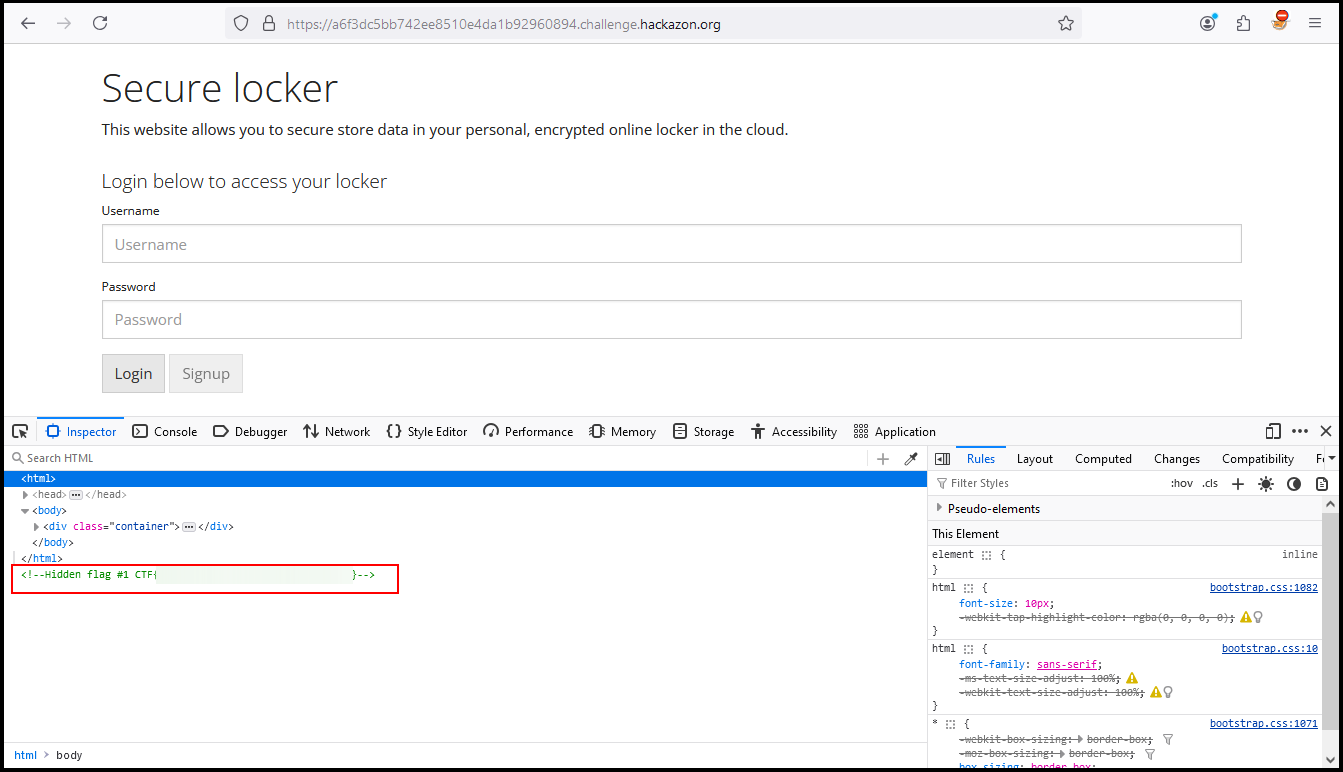 https://a6f3dc5bb742ee8510e4da1b92960894.challenge.hackazon.org
Secure locker
This website allows you to secure store data in your personal, encrypted online locker in the cloud.
Login below to access your locker
Username
Username
Password
Password
Login Signup
Inspector Console Debugger Network {} Style Editor Performance Memory Storage Accessibility Application
Search HTML
<html>
<head> </head>
<body>
<div class="container"> </div>
</body>
</html>
<!--Hidden flag #1 CTF{ }-->
html > body
Rules Layout Computed Changes Compatibility
Filter Styles :hov .cls
Pseudo-elements
This Element
element { inline
}
html { bootstrap.css:1082
font-size: 10px;
-webkit-tap-highlight-color: rgba(0, 0, 0, 0);
}
html { bootstrap.css:10
font-family: sans-serif;
-ms-text-size-adjust: 100%;
-webkit-text-size-adjust: 100%;
}
* { bootstrap.css:1071
-webkit-box-sizing: border-box;
-moz-box-sizing: border-box;
box-sizing: border-box;